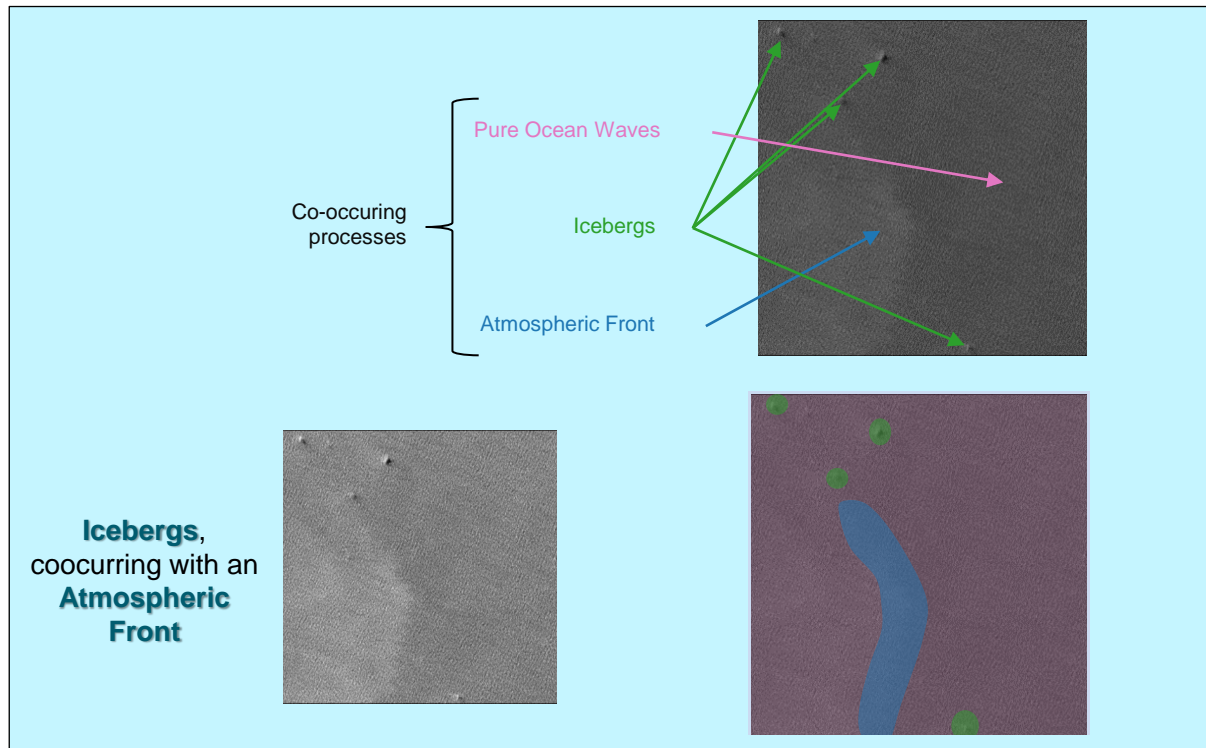 Pure Ocean Waves
Co-occuring
processes
Icebergs
Atmospheric Front
Icebergs,
coocurring with an
Atmospheric
Front